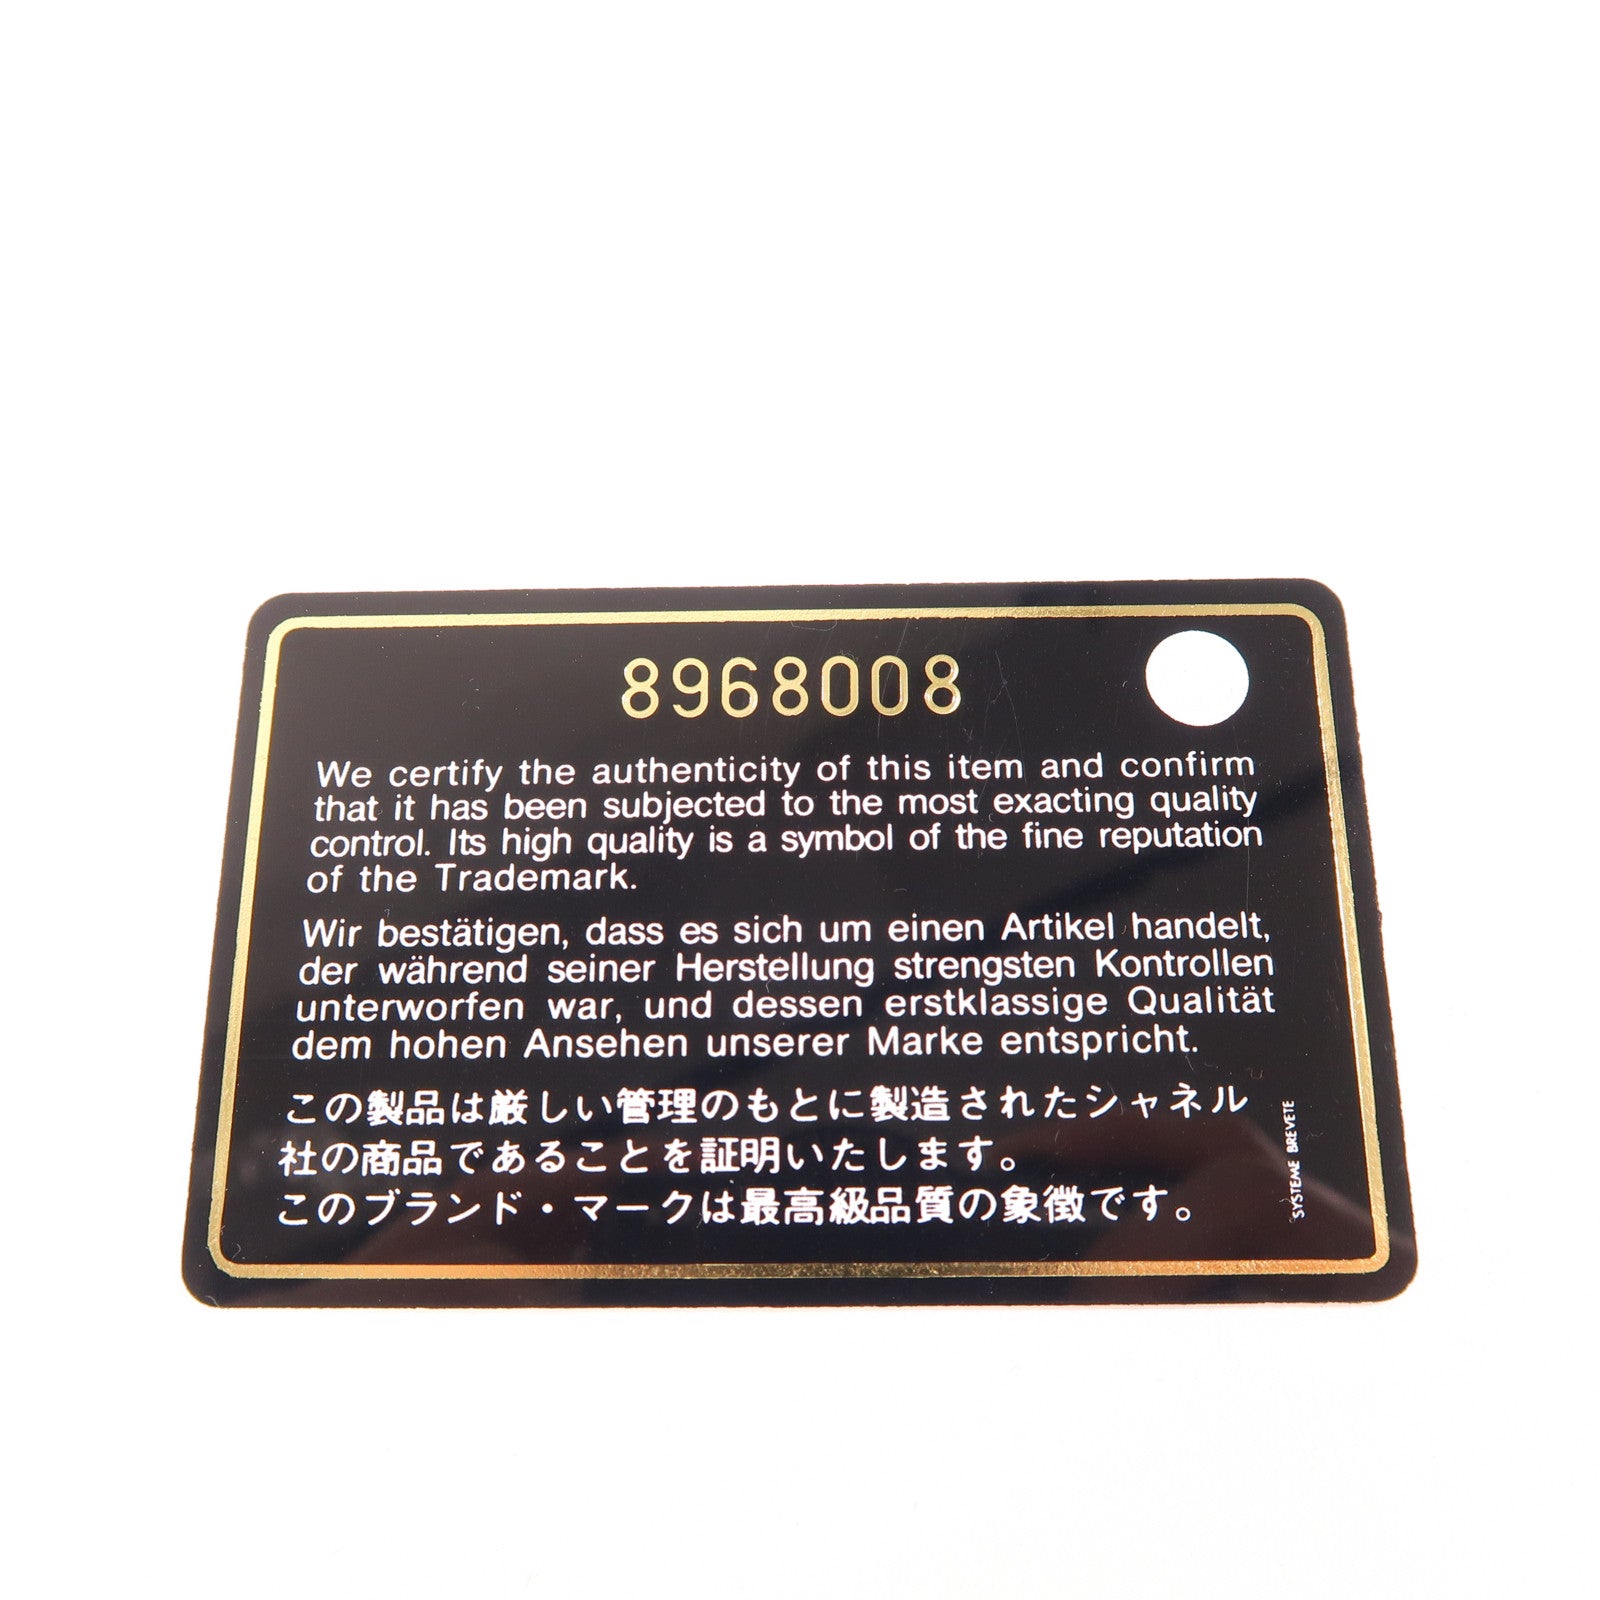 8968008
We certify the authenticity of this item and confirm
that it has been subjected to the most exacting quality
control. Its high quality is a symbol of the fine reputation
of the Trademark.
Wir bestätigen, dass es sich um einen Artikel handelt,
der während seiner Herstellung strengsten Kontrollen
unterworfen war, und dessen erstklassige Qualität
dem hohen Ansehen unserer Marke entspricht.
この製品は厳しい管理のもとに製造されたシャネル
社の商品であることを証明いたします。
このブランド・マークは最高級品質の象徴です。
SYSTEME BREVETE